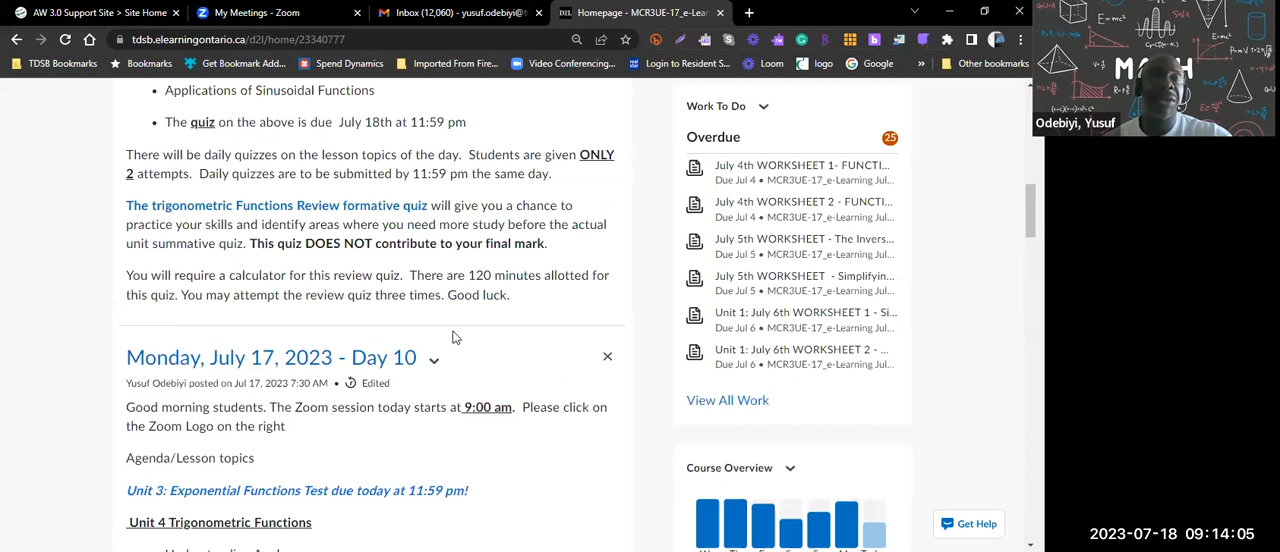 AW 3.0 Support Site > Site Home
My Meetings - Zoom
Inbox (12,060) - yusuf.odebiyi@t
Homepage - MCR3UE-17_e-Lear
tdsb.elearningontario.ca/d2l/home/23340777
TDSB Bookmarks
Bookmarks
Get Bookmark Add...
Spend Dynamics
Imported From Fire...
Video Conferencing...
Login to Resident S...
Loom
logo
Google
»
Other bookmarks
• Applications of Sinusoidal Functions
• The quiz on the above is due July 18th at 11:59 pm
There will be daily quizzes on the lesson topics of the day. Students are given ONLY
2 attempts. Daily quizzes are to be submitted by 11:59 pm the same day.
The trigonometric Functions Review formative quiz will give you a chance to
practice your skills and identify areas where you need more study before the actual
unit summative quiz. This quiz DOES NOT contribute to your final mark.
You will require a calculator for this review quiz. There are 120 minutes allotted for
this quiz. You may attempt the review quiz three times. Good luck.
Monday, July 17, 2023 - Day 10
Yusuf Odebiyi posted on Jul 17, 2023 7:30 AM • Edited
Good morning students. The Zoom session today starts at 9:00 am. Please click on
the Zoom Logo on the right
Agenda/Lesson topics
Unit 3: Exponential Functions Test due today at 11:59 pm!
Unit 4 Trigonometric Functions
Work To Do
Overdue
25
July 4th WORKSHEET 1- FUNCTI...
Due Jul 4 • MCR3UE-17_e-Learning Jul...
July 4th WORKSHEET 2 - FUNCTI...
Due Jul 4 • MCR3UE-17_e-Learning Jul...
July 5th WORKSHEET - The Invers...
Due Jul 5 • MCR3UE-17_e-Learning Jul...
July 5th WORKSHEET - Simplifyin...
Due Jul 5 • MCR3UE-17_e-Learning Jul...
Unit 1: July 6th WORKSHEET 1 - Si...
Due Jul 6 • MCR3UE-17_e-Learning Jul...
Unit 1: July 6th WORKSHEET 2 - ...
Due Jul 6 • MCR3UE-17_e-Learning Jul...
View All Work
Course Overview
Get Help
MATH
E=mc²
Odebiyi, Yusuf
2023-07-18 09:14:05